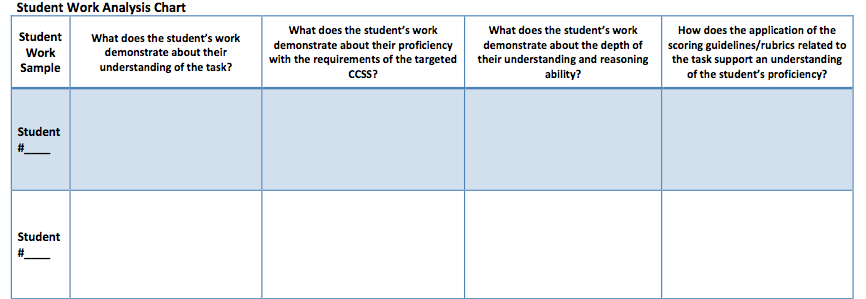 Student Work Analysis Chart
Student
Work
Sample
What does the student's work
demonstrate about their
understanding of the task?
What does the student's work
demonstrate about their proficiency
with the requirements of the targeted
CCSS?
What does the student's work
demonstrate about the depth of
their understanding and reasoning
ability?
How does the application of the
scoring guidelines/rubrics related to
the task support an understanding
of the student's proficiency?
Student
#____
Student
#____